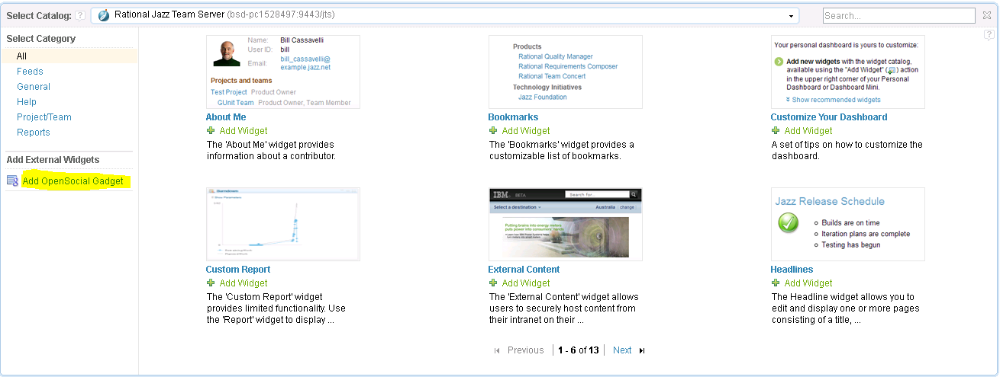 Select Catalog: ? Rational Jazz Team Server (bsd-pc1528497:9443/jts) Search...
Select Category
All
Feeds
General
Help
Project/Team
Reports
Add External Widgets
Add OpenSocial Gadget
Name: Bill Cassavelli
User ID: bill
Email: bill_cassavelli@
example.jazz.net
Projects and teams
Test Project Product Owner
GUnit Team Product Owner, Team Member
About Me
Add Widget
The 'About Me' widget provides
information about a contributor.
Products
Rational Quality Manager
Rational Requirements Composer
Rational Team Concert
Technology Initiatives
Jazz Foundation
Bookmarks
Add Widget
The 'Bookmarks' widget provides a
customizable list of bookmarks.
?
Your personal dashboard is yours to customize:
Add new widgets with the widget catalog,
available using the "Add Widget" ( ) action
in the upper right corner of your Personal
Dashboard or Dashboard Mini.
Show recommended widgets
Customize Your Dashboard
Add Widget
A set of tips on how to customize the
dashboard.
Custom Report
Add Widget
The 'Custom Report' widget
provides limited functionality. Use
the 'Report' widget to display ...
IBM BETA Search for...
Select a destination Australia change
Putting brains into energy meters
puts power into consumers' hands
External Content
Add Widget
The 'External Content' widget allows
users to securely host content from
their intranet on their ...
Jazz Release Schedule
Builds are on time
Iteration plans are complete
Testing has begun
Headlines
Add Widget
The Headline widget allows you to
edit and display one or more pages
consisting of a title, ...
Previous 1 - 6 of 13 Next